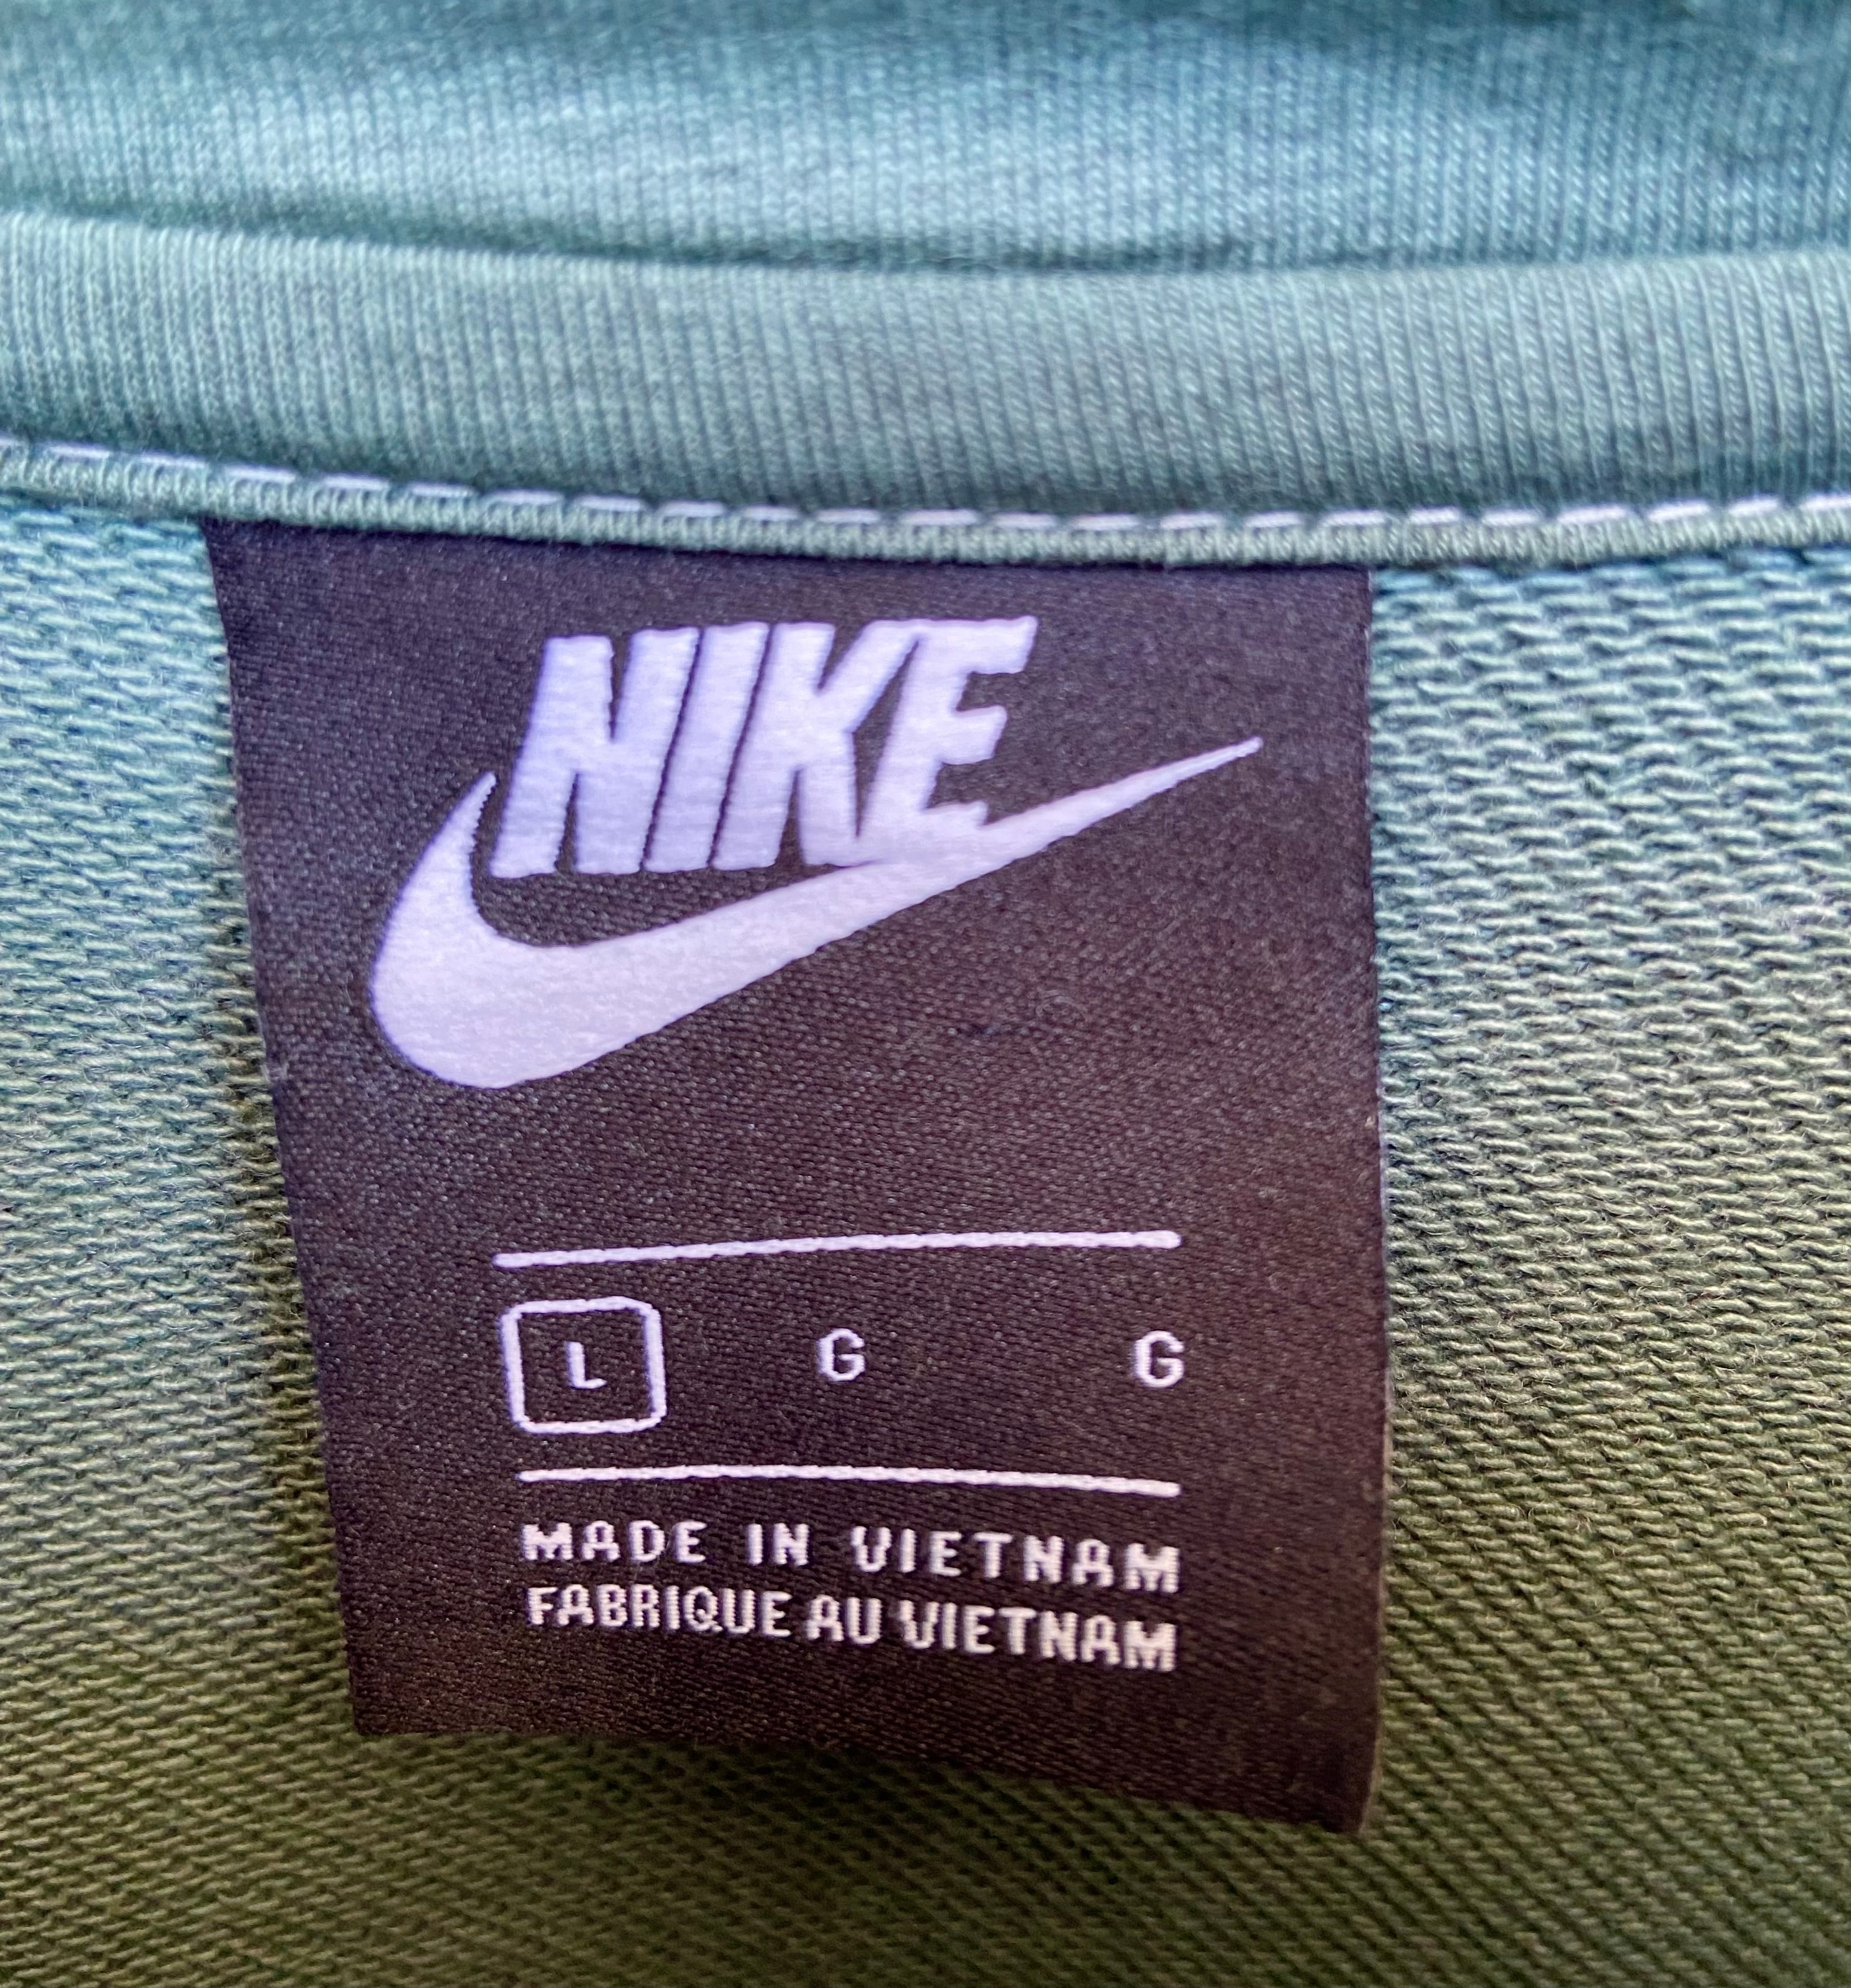 NIKE
L G G
MADE IN VIETNAM
FABRIQUE AU VIETNAM